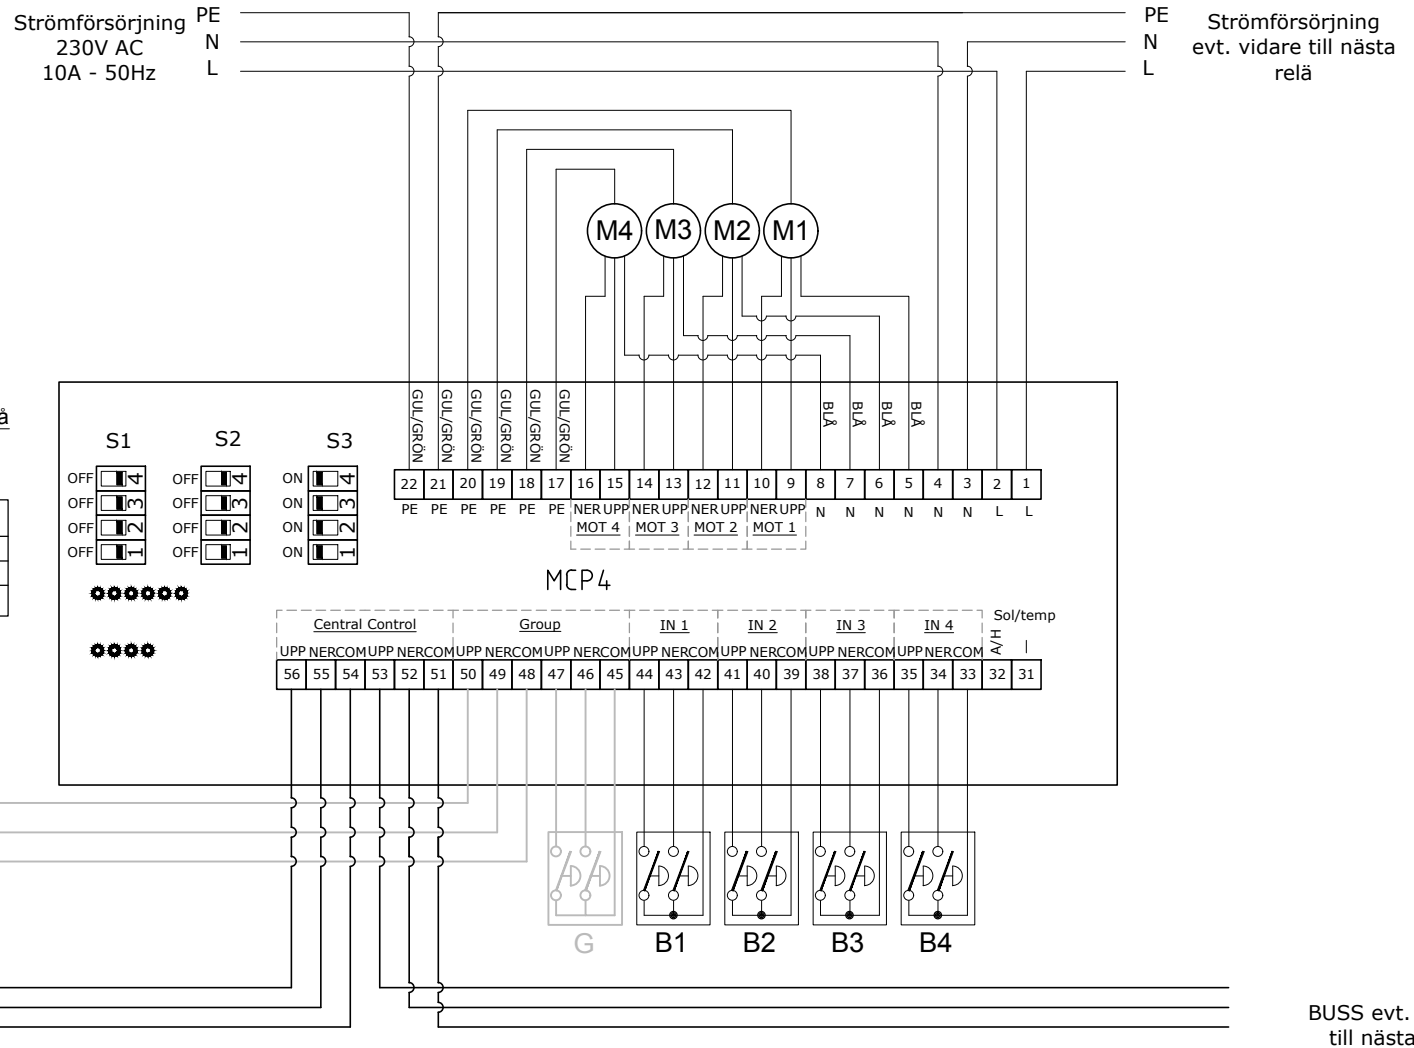 Strömförsörjning
230V AC
10A - 50Hz
PE
N
L
PE
N
L
Strömförsörjning
evt. vidare till nästa
relä
M4 M3 M2 M1
å
S1 S2 S3
OFF 4 OFF 4 ON 4
OFF 3 OFF 3 ON 3
OFF 2 OFF 2 ON 2
OFF 1 OFF 1 ON 1
GUL/GRÖN GUL/GRÖN GUL/GRÖN GUL/GRÖN GUL/GRÖN GUL/GRÖN BLÅ BLÅ BLÅ BLÅ
22 21 20 19 18 17 16 15 14 13 12 11 10 9 8 7 6 5 4 3 2 1
PE PE PE PE PE PE NER UPP NER UPP NER UPP NER UPP N N N N N N L L
MOT 4 MOT 3 MOT 2 MOT 1
MCP4
Central Control Group IN 1 IN 2 IN 3 IN 4 Sol/temp
UPP NER COM UPP NER COM UPP NER COM UPP NER COM UPP NER COM UPP NER COM UPP NER COM UPP NER COM A/H —
56 55 54 53 52 51 50 49 48 47 46 45 44 43 42 41 40 39 38 37 36 35 34 33 32 31
G B1 B2 B3 B4
BUSS evt.
till nästa